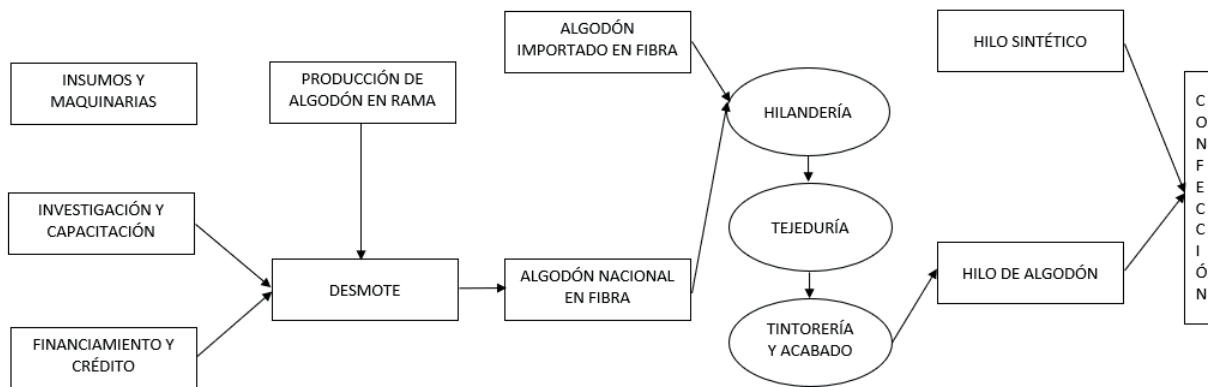 INSUMOS Y
MAQUINARIAS
INVESTIGACIÓN Y
CAPACITACIÓN
FINANCIAMIENTO Y
CRÉDITO
PRODUCCIÓN DE
ALGODÓN EN RAMA
DESMOTE
ALGODÓN
IMPORTADO EN FIBRA
ALGODÓN NACIONAL
EN FIBRA
HILANDERÍA
TEJEDURÍA
TINTORERÍA
Y ACABADO
HILO SINTÉTICO
HILO DE ALGODÓN
C
O
N
F
E
C
C
C
I
Ó
N